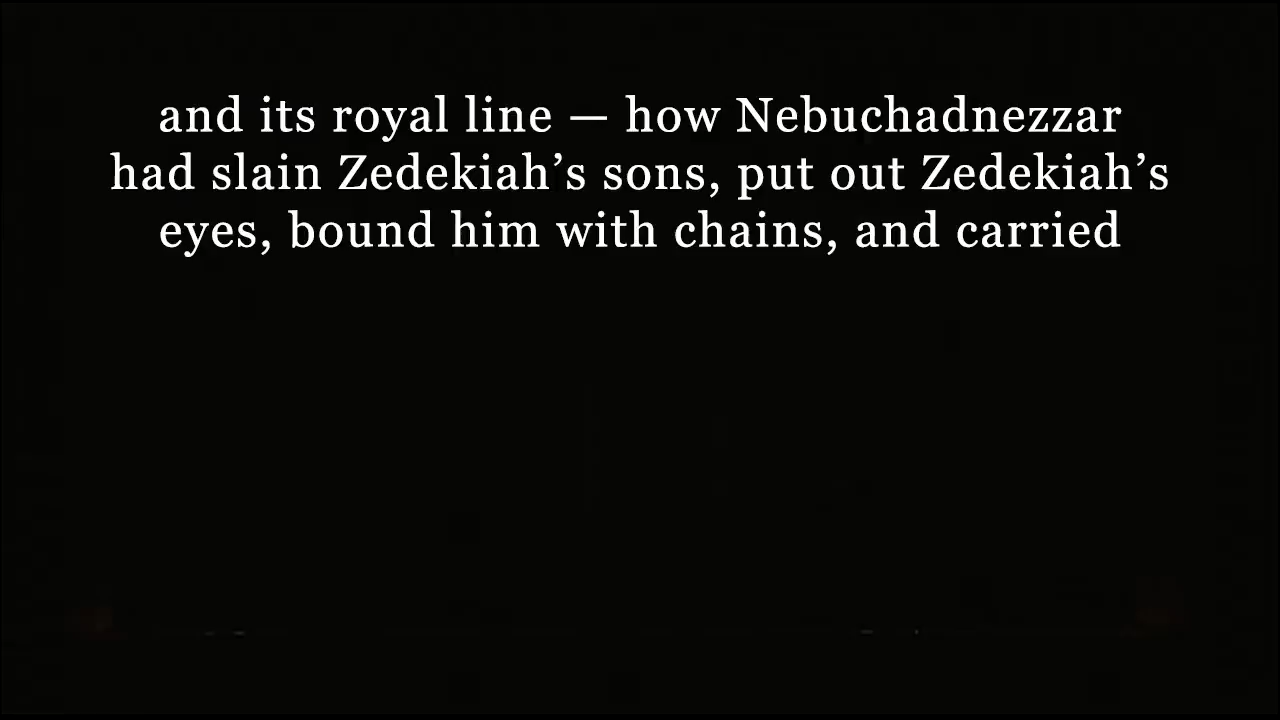 and its royal line — how Nebuchadnezzar
had slain Zedekiah’s sons, put out Zedekiah’s
eyes, bound him with chains, and carried